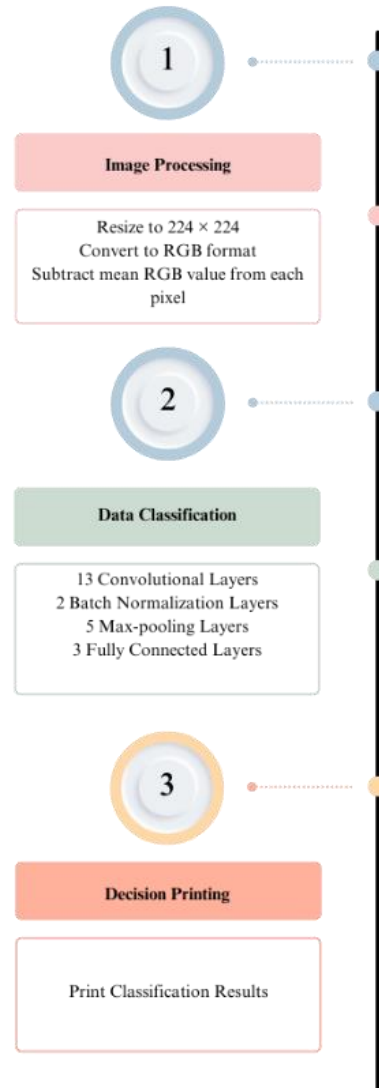 1
Image Processing
Resize to 224 × 224
Convert to RGB format
Subtract mean RGB value from each
pixel
2
Data Classification
13 Convolutional Layers
2 Batch Normalization Layers
5 Max-pooling Layers
3 Fully Connected Layers
3
Decision Printing
Print Classification Results